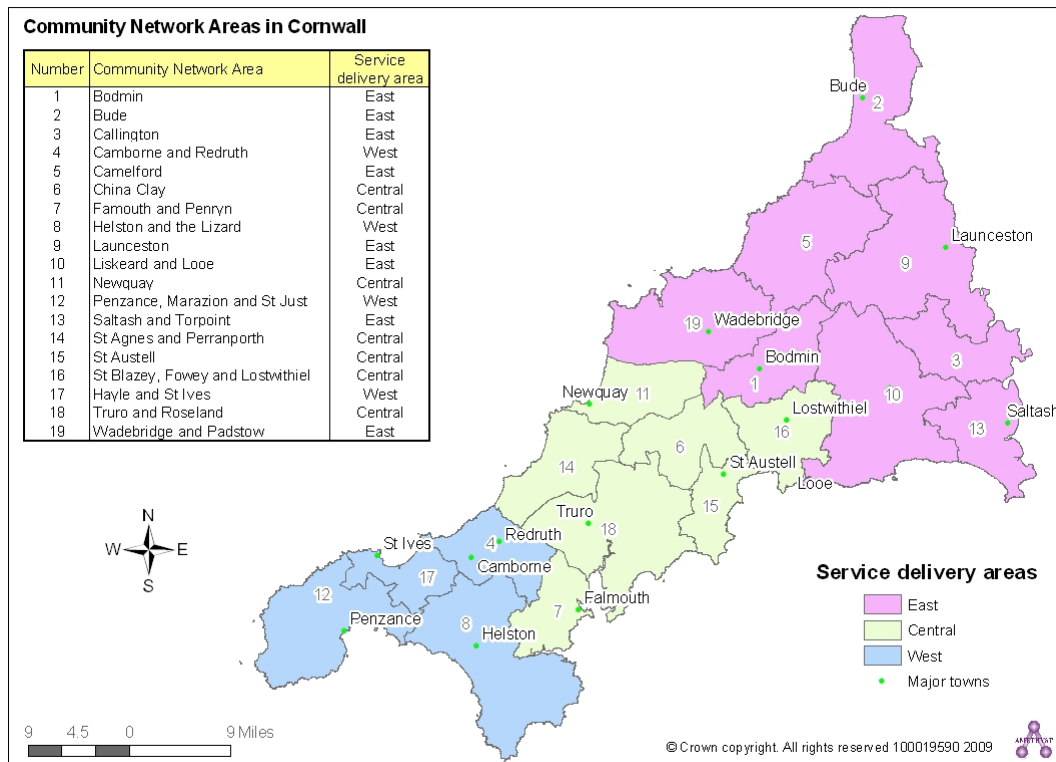 Community Network Areas in Cornwall
Number Community Network Area Service delivery area
1 Bodmin East
2 Bude East
3 Callington East
4 Camborne and Redruth West
5 Camelford East
6 China Clay Central
7 Famouth and Penryn Central
8 Helston and the Lizard West
9 Launceston East
10 Liskeard and Looe East
11 Newquay Central
12 Penzance, Marazion and St Just West
13 Saltash and Torpoint East
14 St Agnes and Perranporth Central
15 St Austell Central
16 St Blazey, Fowey and Lostwithiel Central
17 Hayle and St Ives West
18 Truro and Roseland Central
19 Wadebridge and Padstow East
Bude
2
5
Launceston
9
19 Wadebridge
Bodmin
1
3
10
Newquay 11
Lostwithiel
16
Saltash
13
6
14
St Austell
Looe
15
Truro
18
N
W E
S
St Ives
4 Redruth
Camborne
17
12
Penzance
7
Falmouth
8
Helston
Service delivery areas
East
Central
West
Major towns
9 4.5 0 9 Miles
© Crown copyright. All rights reserved 100019590 2009
AMETHYST